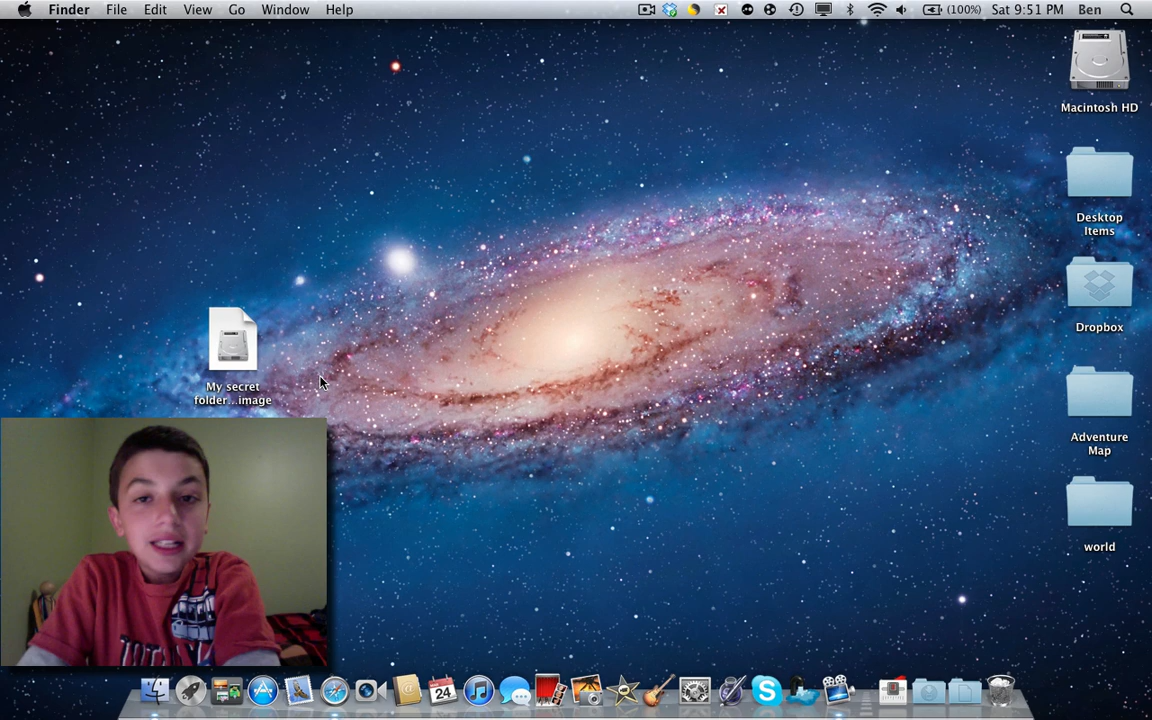 Finder File Edit View Go Window Help (100%) Sat 9:51 PM Ben
Macintosh HD
Desktop
Items
Dropbox
My secret
folder...image
Adventure
Map
world
24